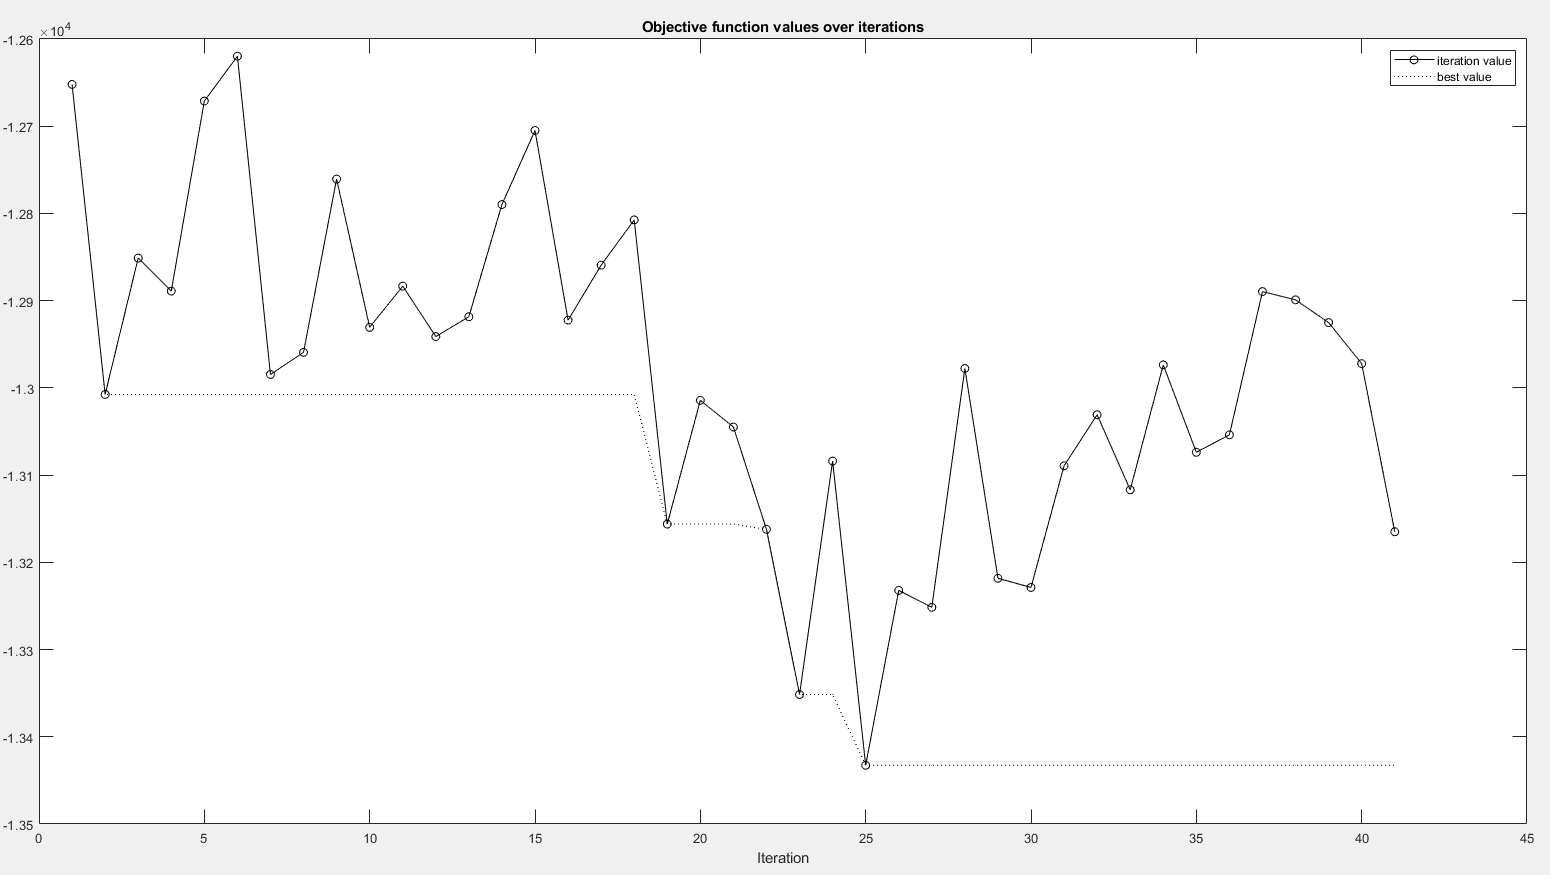 Objective function values over iterations
×10^4
-1.26
-1.27
-1.28
-1.29
-1.3
-1.31
-1.32
-1.33
-1.34
-1.35
iteration value
best value
0 5 10 15 20 25 30 35 40 45
Iteration